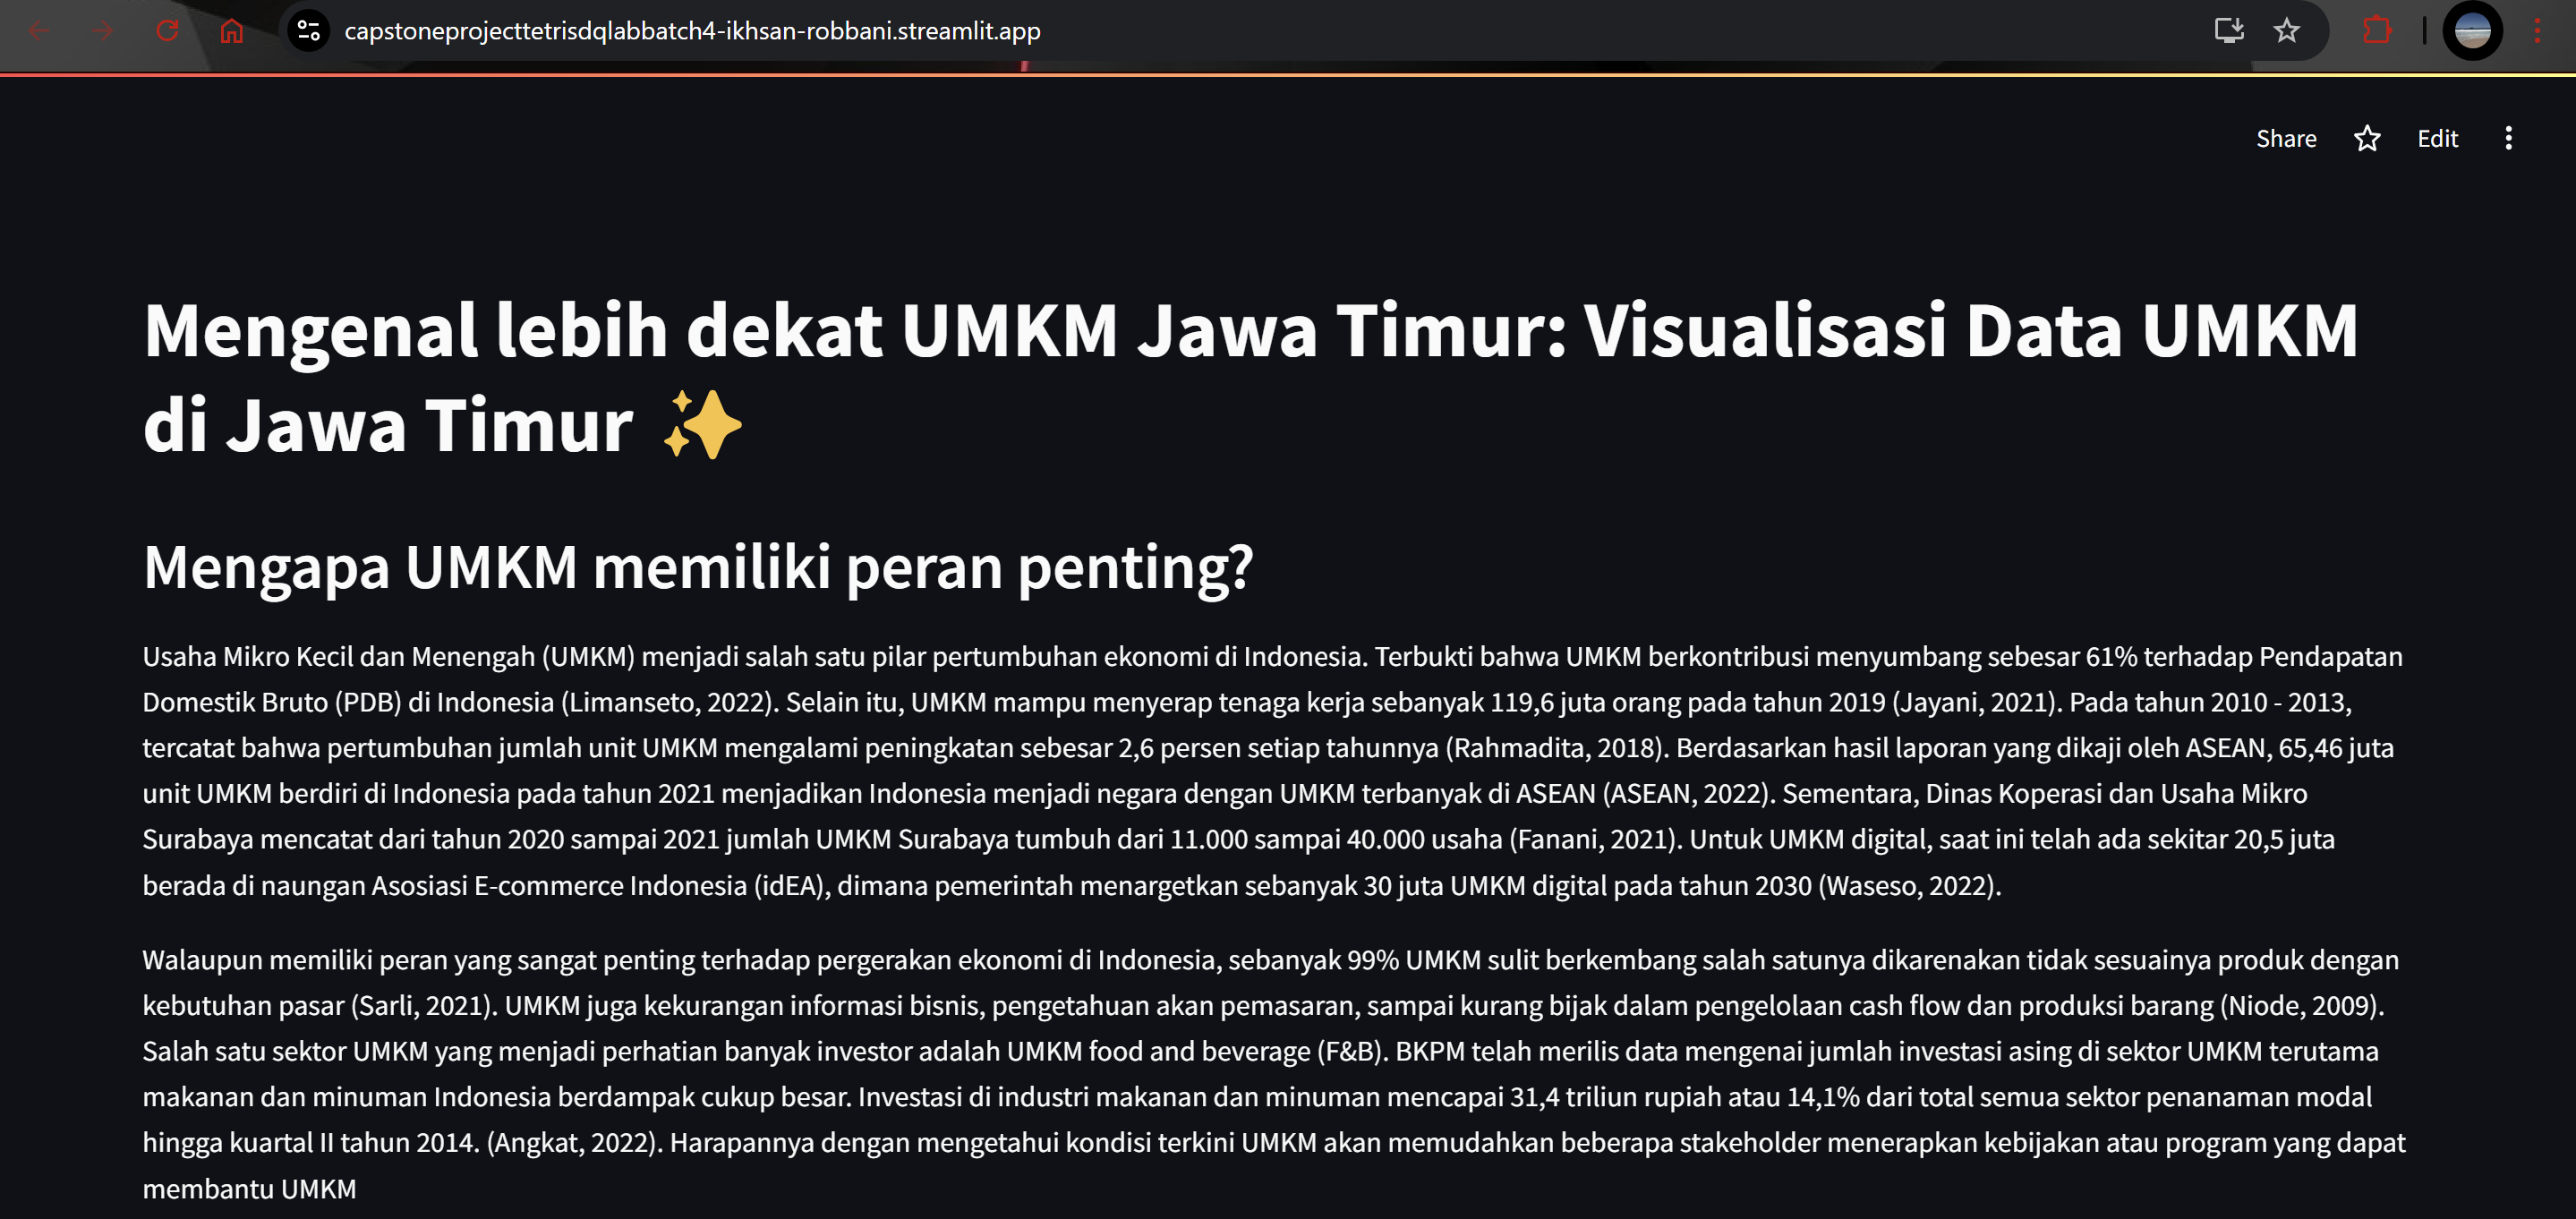 capstoneprojecttetrisdqlabbatch4-ikhsan-robbani.streamlit.app
Share
Edit
Mengenal lebih dekat UMKM Jawa Timur: Visualisasi Data UMKM
di Jawa Timur ✨
Mengapa UMKM memiliki peran penting?
Usaha Mikro Kecil dan Menengah (UMKM) menjadi salah satu pilar pertumbuhan ekonomi di Indonesia. Terbukti bahwa UMKM berkontribusi menyumbang sebesar 61% terhadap Pendapatan
Domestik Bruto (PDB) di Indonesia (Limanseto, 2022). Selain itu, UMKM mampu menyerap tenaga kerja sebanyak 119,6 juta orang pada tahun 2019 (Jayani, 2021). Pada tahun 2010 - 2013,
tercatat bahwa pertumbuhan jumlah unit UMKM mengalami peningkatan sebesar 2,6 persen setiap tahunnya (Rahmadita, 2018). Berdasarkan hasil laporan yang dikaji oleh ASEAN, 65,46 juta
unit UMKM berdiri di Indonesia pada tahun 2021 menjadikan Indonesia menjadi negara dengan UMKM terbanyak di ASEAN (ASEAN, 2022). Sementara, Dinas Koperasi dan Usaha Mikro
Surabaya mencatat dari tahun 2020 sampai 2021 jumlah UMKM Surabaya tumbuh dari 11.000 sampai 40.000 usaha (Fanani, 2021). Untuk UMKM digital, saat ini telah ada sekitar 20,5 juta
berada di naungan Asosiasi E-commerce Indonesia (idEA), dimana pemerintah menargetkan sebanyak 30 juta UMKM digital pada tahun 2030 (Waseso, 2022).
Walaupun memiliki peran yang sangat penting terhadap pergerakan ekonomi di Indonesia, sebanyak 99% UMKM sulit berkembang salah satunya dikarenakan tidak sesuainya produk dengan
kebutuhan pasar (Sarli, 2021). UMKM juga kekurangan informasi bisnis, pengetahuan akan pemasaran, sampai kurang bijak dalam pengelolaan cash flow dan produksi barang (Niode, 2009).
Salah satu sektor UMKM yang menjadi perhatian banyak investor adalah UMKM food and beverage (F&B). BKPM telah merilis data mengenai jumlah investasi asing di sektor UMKM terutama
makanan dan minuman Indonesia berdampak cukup besar. Investasi di industri makanan dan minuman mencapai 31,4 triliun rupiah atau 14,1% dari total semua sektor penanaman modal
hingga kuartal II tahun 2014. (Angkat, 2022). Harapannya dengan mengetahui kondisi terkini UMKM akan memudahkan beberapa stakeholder menerapkan kebijakan atau program yang dapat
membantu UMKM